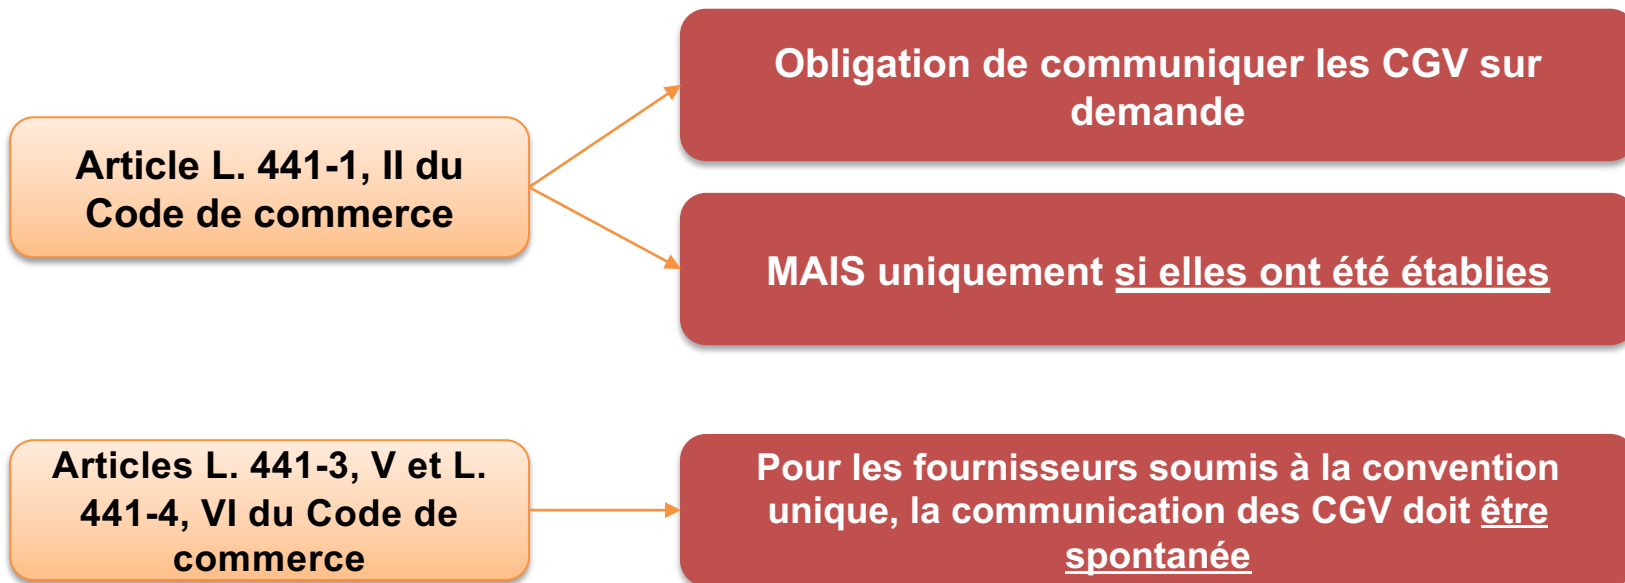 Obligation de communiquer les CGV sur
demande
Article L. 441-1, II du
Code de commerce
MAIS uniquement si elles ont été établies
Articles L. 441-3, V et L.
441-4, VI du Code de
commerce
Pour les fournisseurs soumis à la convention
unique, la communication des CGV doit être
spontanée